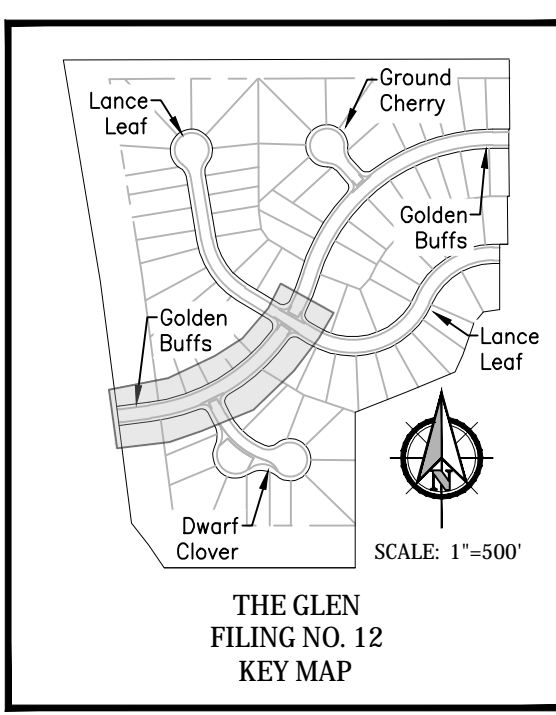 Ground
Cherry
Lance
Leaf
Golden
Buffs
Golden
Buffs
Lance
Leaf
N
Dwarf
Clover
SCALE: 1"=500'
THE GLEN
FILING NO. 12
KEY MAP